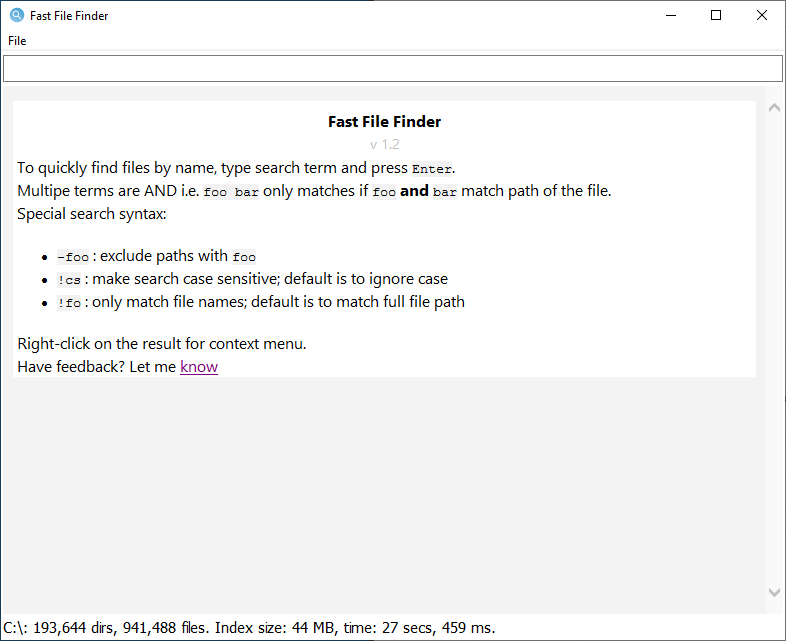 Fast File Finder
File
Fast File Finder
v 1.2
To quickly find files by name, type search term and press Enter.
Multipe terms are AND i.e. foo bar only matches if foo and bar match path of the file.
Special search syntax:
• -foo : exclude paths with foo
• !cs : make search case sensitive; default is to ignore case
• !fo : only match file names; default is to match full file path
Right-click on the result for context menu.
Have feedback? Let me know
C:\: 193,644 dirs, 941,488 files. Index size: 44 MB, time: 27 secs, 459 ms.